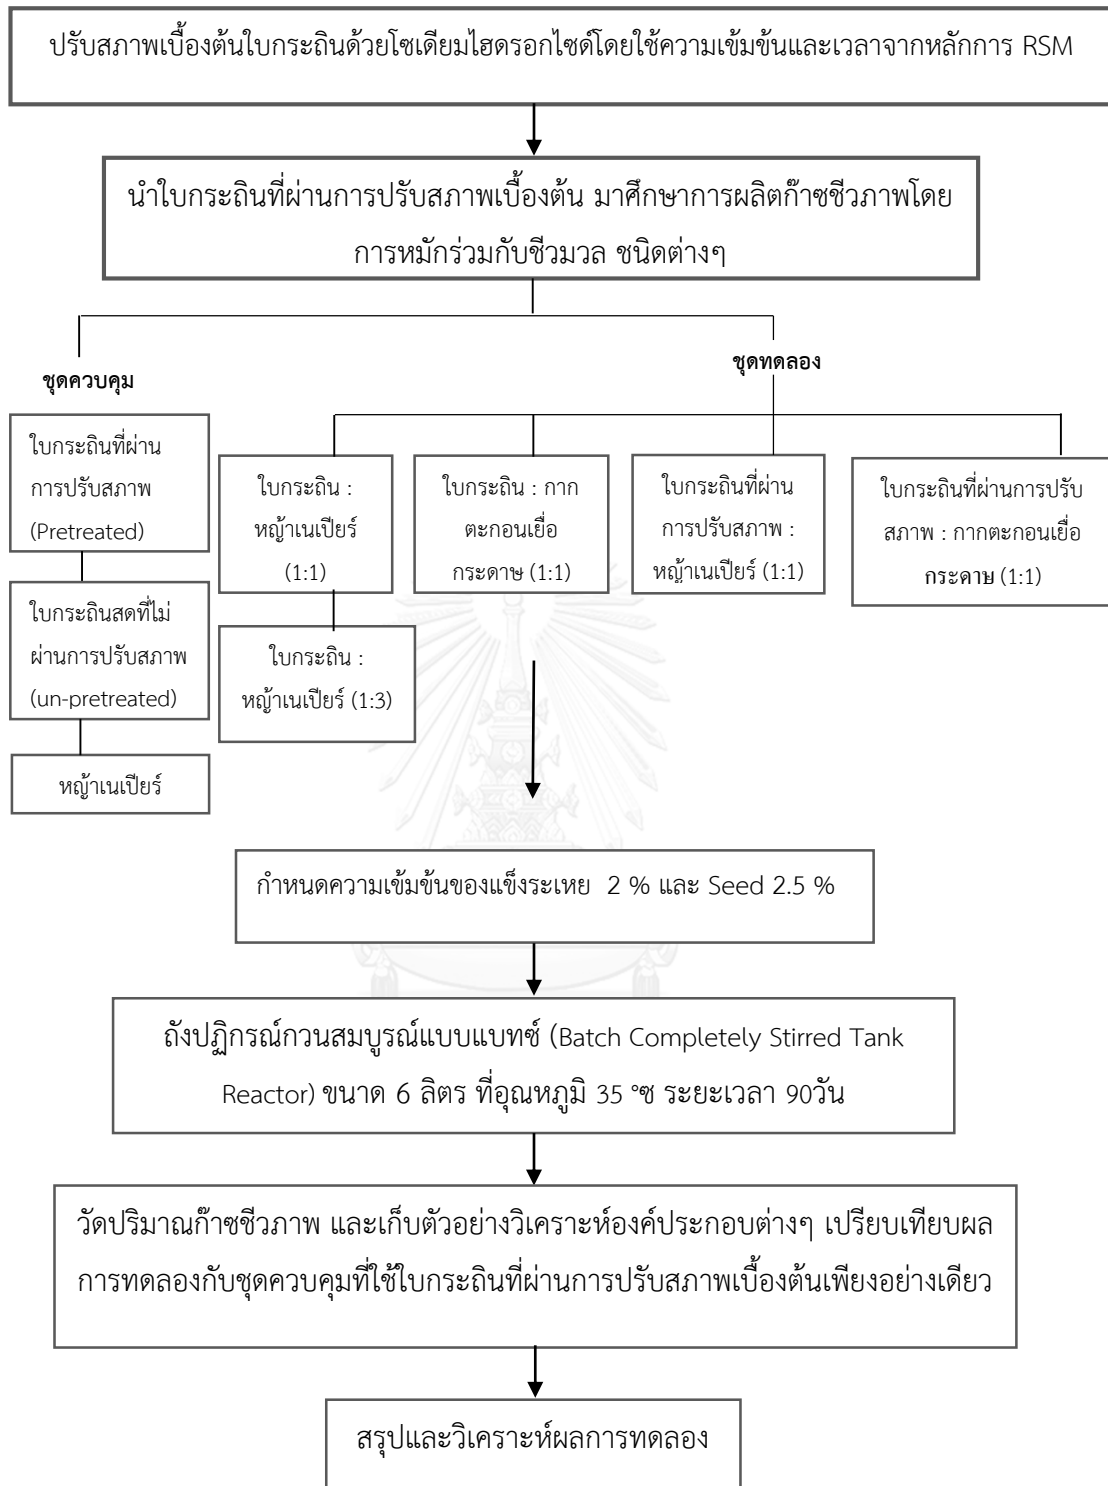 ปรับสภาพเบื้องต้นใบกระถินด้วยโซเดียมไฮดรอกไซด์โดยใช้ความเข้มข้นและเวลาจากหลักการ RSM
นำใบกระถินที่ผ่านการปรับสภาพเบื้องต้น มาศึกษาการผลิตก๊าซชีวภาพโดย
การหมักร่วมกับชีวมวล ชนิดต่างๆ
ชุดควบคุม
ใบกระถินที่ผ่าน
การปรับสภาพ
(Pretreated)
ใบกระถินสดที่ไม่
ผ่านการปรับสภาพ
(un-pretreated)
หญ้าเนเปียร์
ชุดทดลอง
ใบกระถิน :
หญ้าเนเปียร์
(1:1)
ใบกระถิน :
หญ้าเนเปียร์ (1:3)
ใบกระถิน : กาก
ตะกอนเยื่อ
กระดาษ (1:1)
ใบกระถินที่ผ่าน
การปรับสภาพ :
หญ้าเนเปียร์ (1:1)
ใบกระถินที่ผ่านการปรับ
สภาพ : กากตะกอนเยื่อ
กระดาษ (1:1)
กำหนดความเข้มข้นของแข็งระเหย 2 % และ Seed 2.5 %
ถังปฏิกรณ์กวนสมบูรณ์แบบแบทซ์ (Batch Completely Stirred Tank
Reactor) ขนาด 6 ลิตร ที่อุณหภูมิ 35 °ซ ระยะเวลา 90วัน
วัดปริมาณก๊าซชีวภาพ และเก็บตัวอย่างวิเคราะห์องค์ประกอบต่างๆ เปรียบเทียบผล
การทดลองกับชุดควบคุมที่ใช้ใบกระถินที่ผ่านการปรับสภาพเบื้องต้นเพียงอย่างเดียว
สรุปและวิเคราะห์ผลการทดลอง